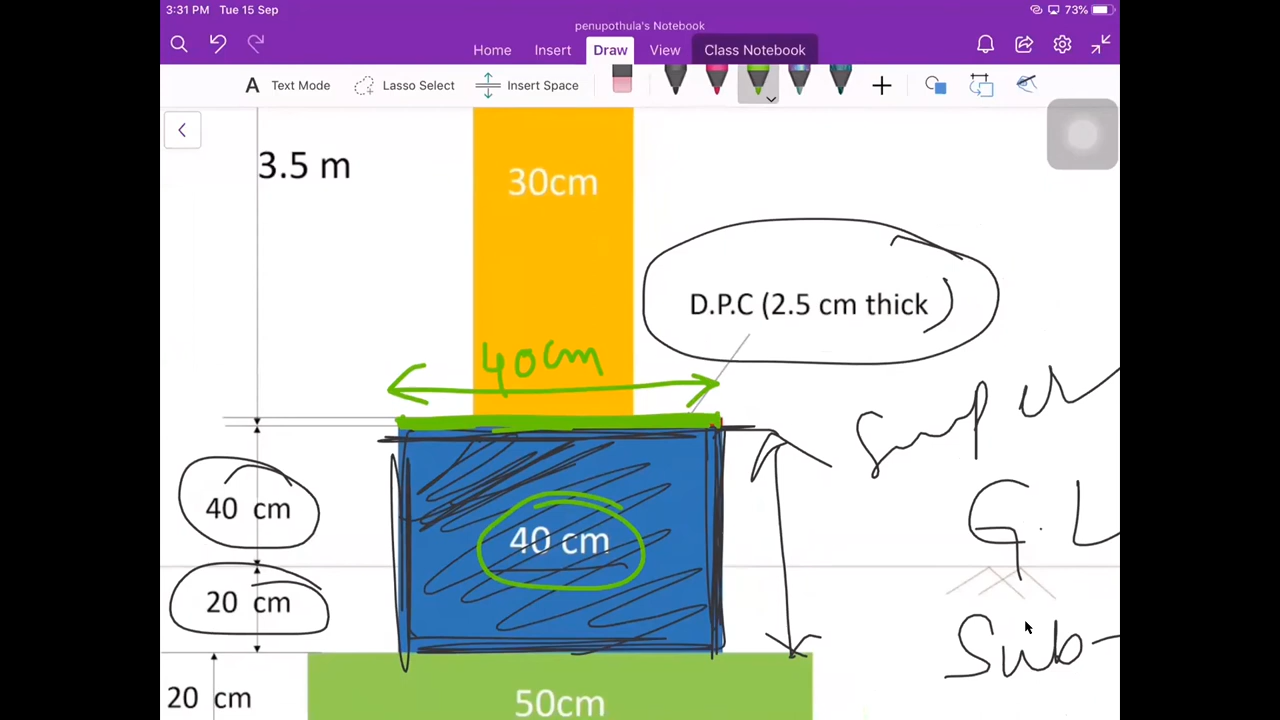 3:31 PM Tue 15 Sep
73%
penupothula's Notebook
Home Insert Draw View Class Notebook
A Text Mode Lasso Select Insert Space
3.5 m
30cm
D.P.C (2.5 cm thick)
40cm
Super
40 cm
G.L
40 cm
20 cm
Sub-
20 cm
50cm